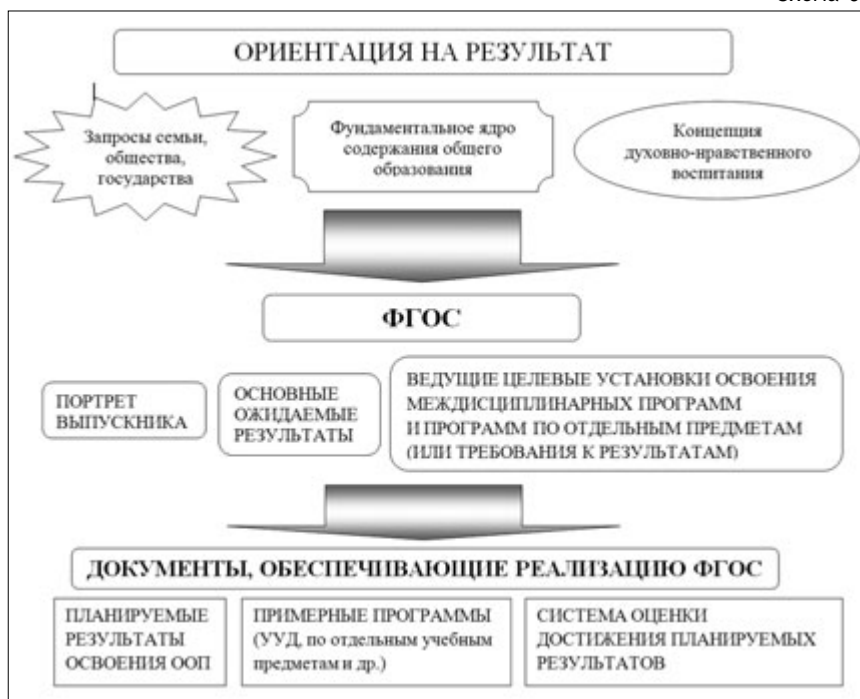 ОРИЕНТАЦИЯ НА РЕЗУЛЬТАТ
Запросы семьи,
общества,
государства
Фундаментальное ядро
содержания общего
образования
Концепция
духовно-нравственного
воспитания
ФГОС
ПОРТРЕТ
ВЫПУСКНИКА
ОСНОВНЫЕ
ОЖИДАЕМЫЕ
РЕЗУЛЬТАТЫ
ВЕДУЩИЕ ЦЕЛЕВЫЕ УСТАНОВКИ ОСВОЕНИЯ
МЕЖДИСЦИПЛИНАРНЫХ ПРОГРАММ
И ПРОГРАММ ПО ОТДЕЛЬНЫМ ПРЕДМЕТАМ
(ИЛИ ТРЕБОВАНИЯ К РЕЗУЛЬТАТАМ)
ДОКУМЕНТЫ, ОБЕСПЕЧИВАЮЩИЕ РЕАЛИЗАЦИЮ ФГОС
ПЛАНИРУЕМЫЕ
РЕЗУЛЬТАТЫ
ОСВОЕНИЯ ООП
ПРИМЕРНЫЕ ПРОГРАММЫ
(УУД, по отдельным учебным
предметам и др.)
СИСТЕМА ОЦЕНКИ
ДОСТИЖЕНИЯ ПЛАНИРУЕМЫХ
РЕЗУЛЬТАТОВ